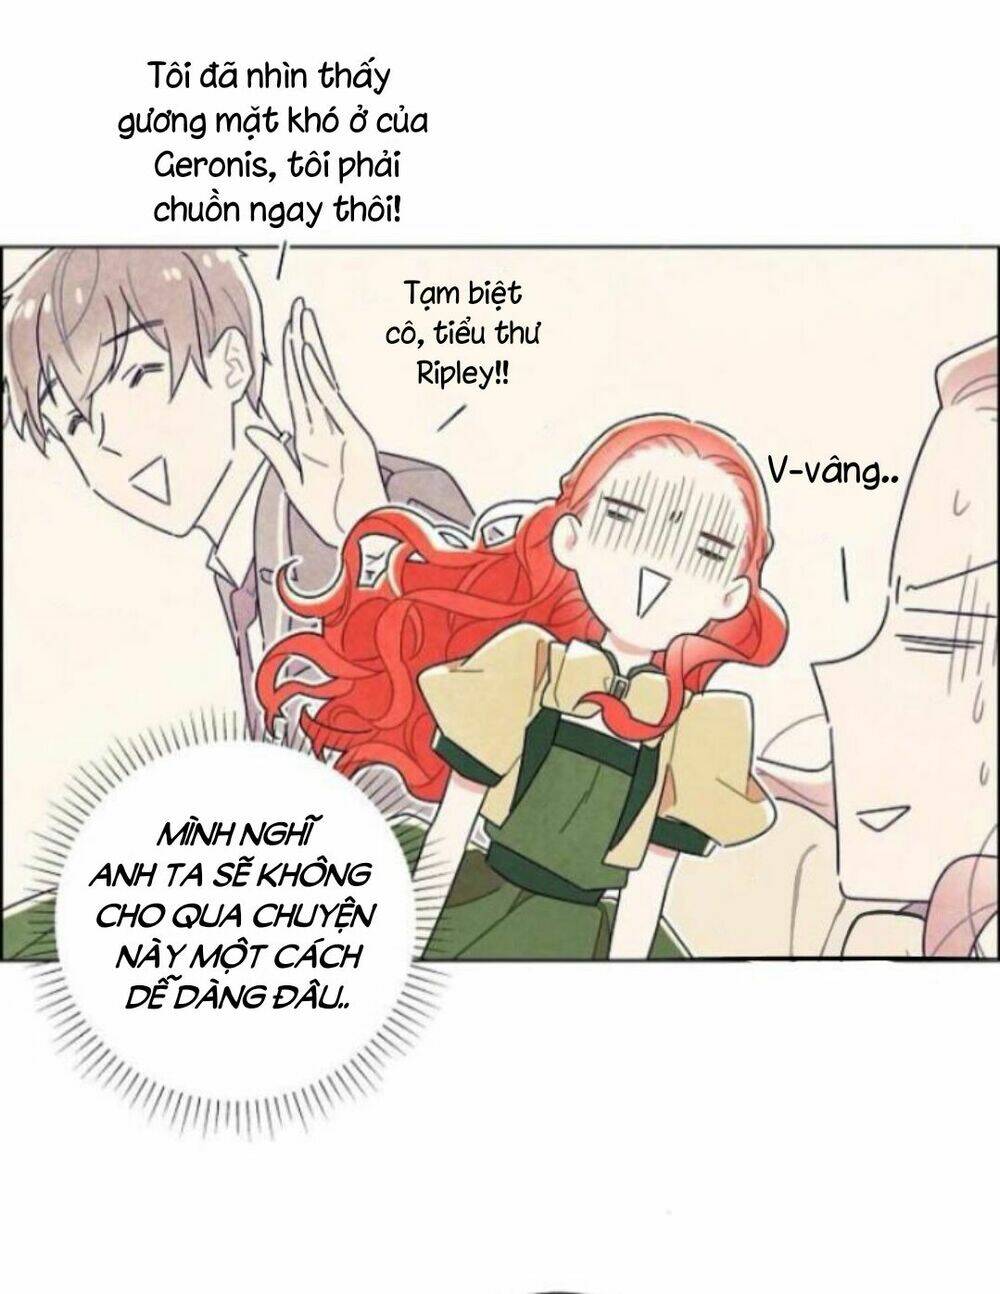 Tôi đã nhìn thấy
gương mặt khó ở của
Geronis, tôi phải
chuồn ngay thôi!
Tạm biệt
cô, tiểu thư
Ripley!!
V-vâng..
MÌNH NGHĨ
ANH TA SẼ KHÔNG
CHO QUA CHUYỆN
NÀY MỘT CÁCH
DỄ DÀNG ĐÂU..